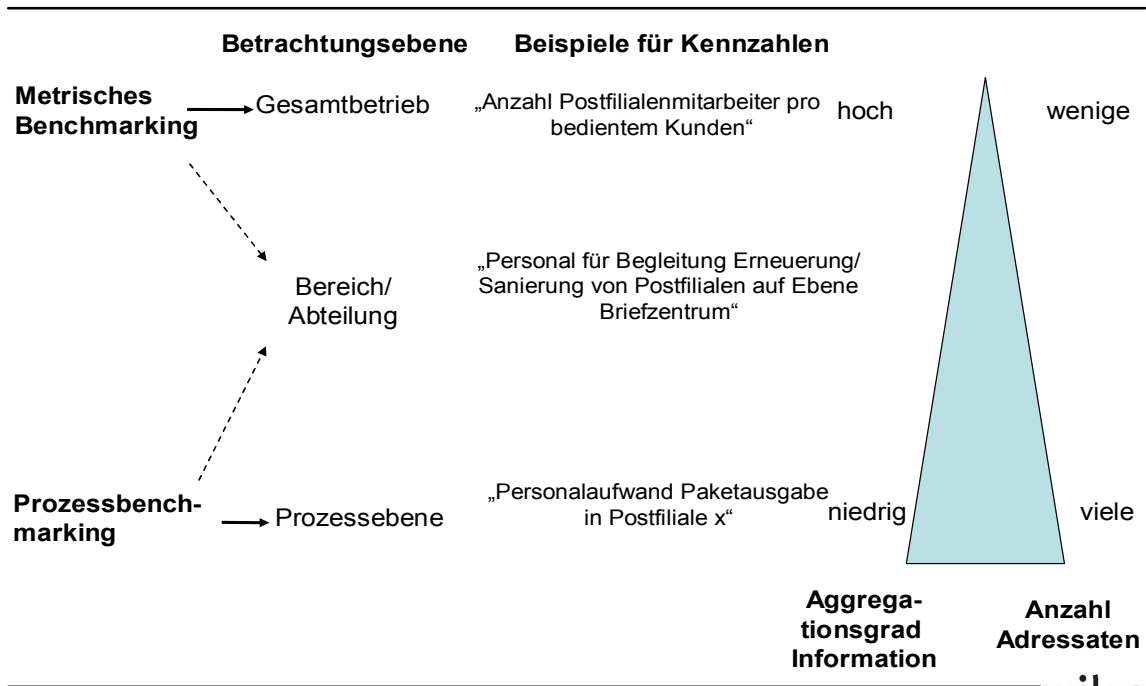 Betrachtungsebene
Beispiele für Kennzahlen
Metrisches
Benchmarking
Gesamtbetrieb
„Anzahl Postfilialenmitarbeiter pro
bedientem Kunden“
hoch
wenige
Bereich/
Abteilung
„Personal für Begleitung Erneuerung/
Sanierung von Postfilialen auf Ebene
Briefzentrum“
Prozessbench-
marking
Prozessebene
„Personalaufwand Paketausgabe
in Postfiliale x“
niedrig
viele
Aggrega-
tionsgrad
Information
Anzahl
Adressaten